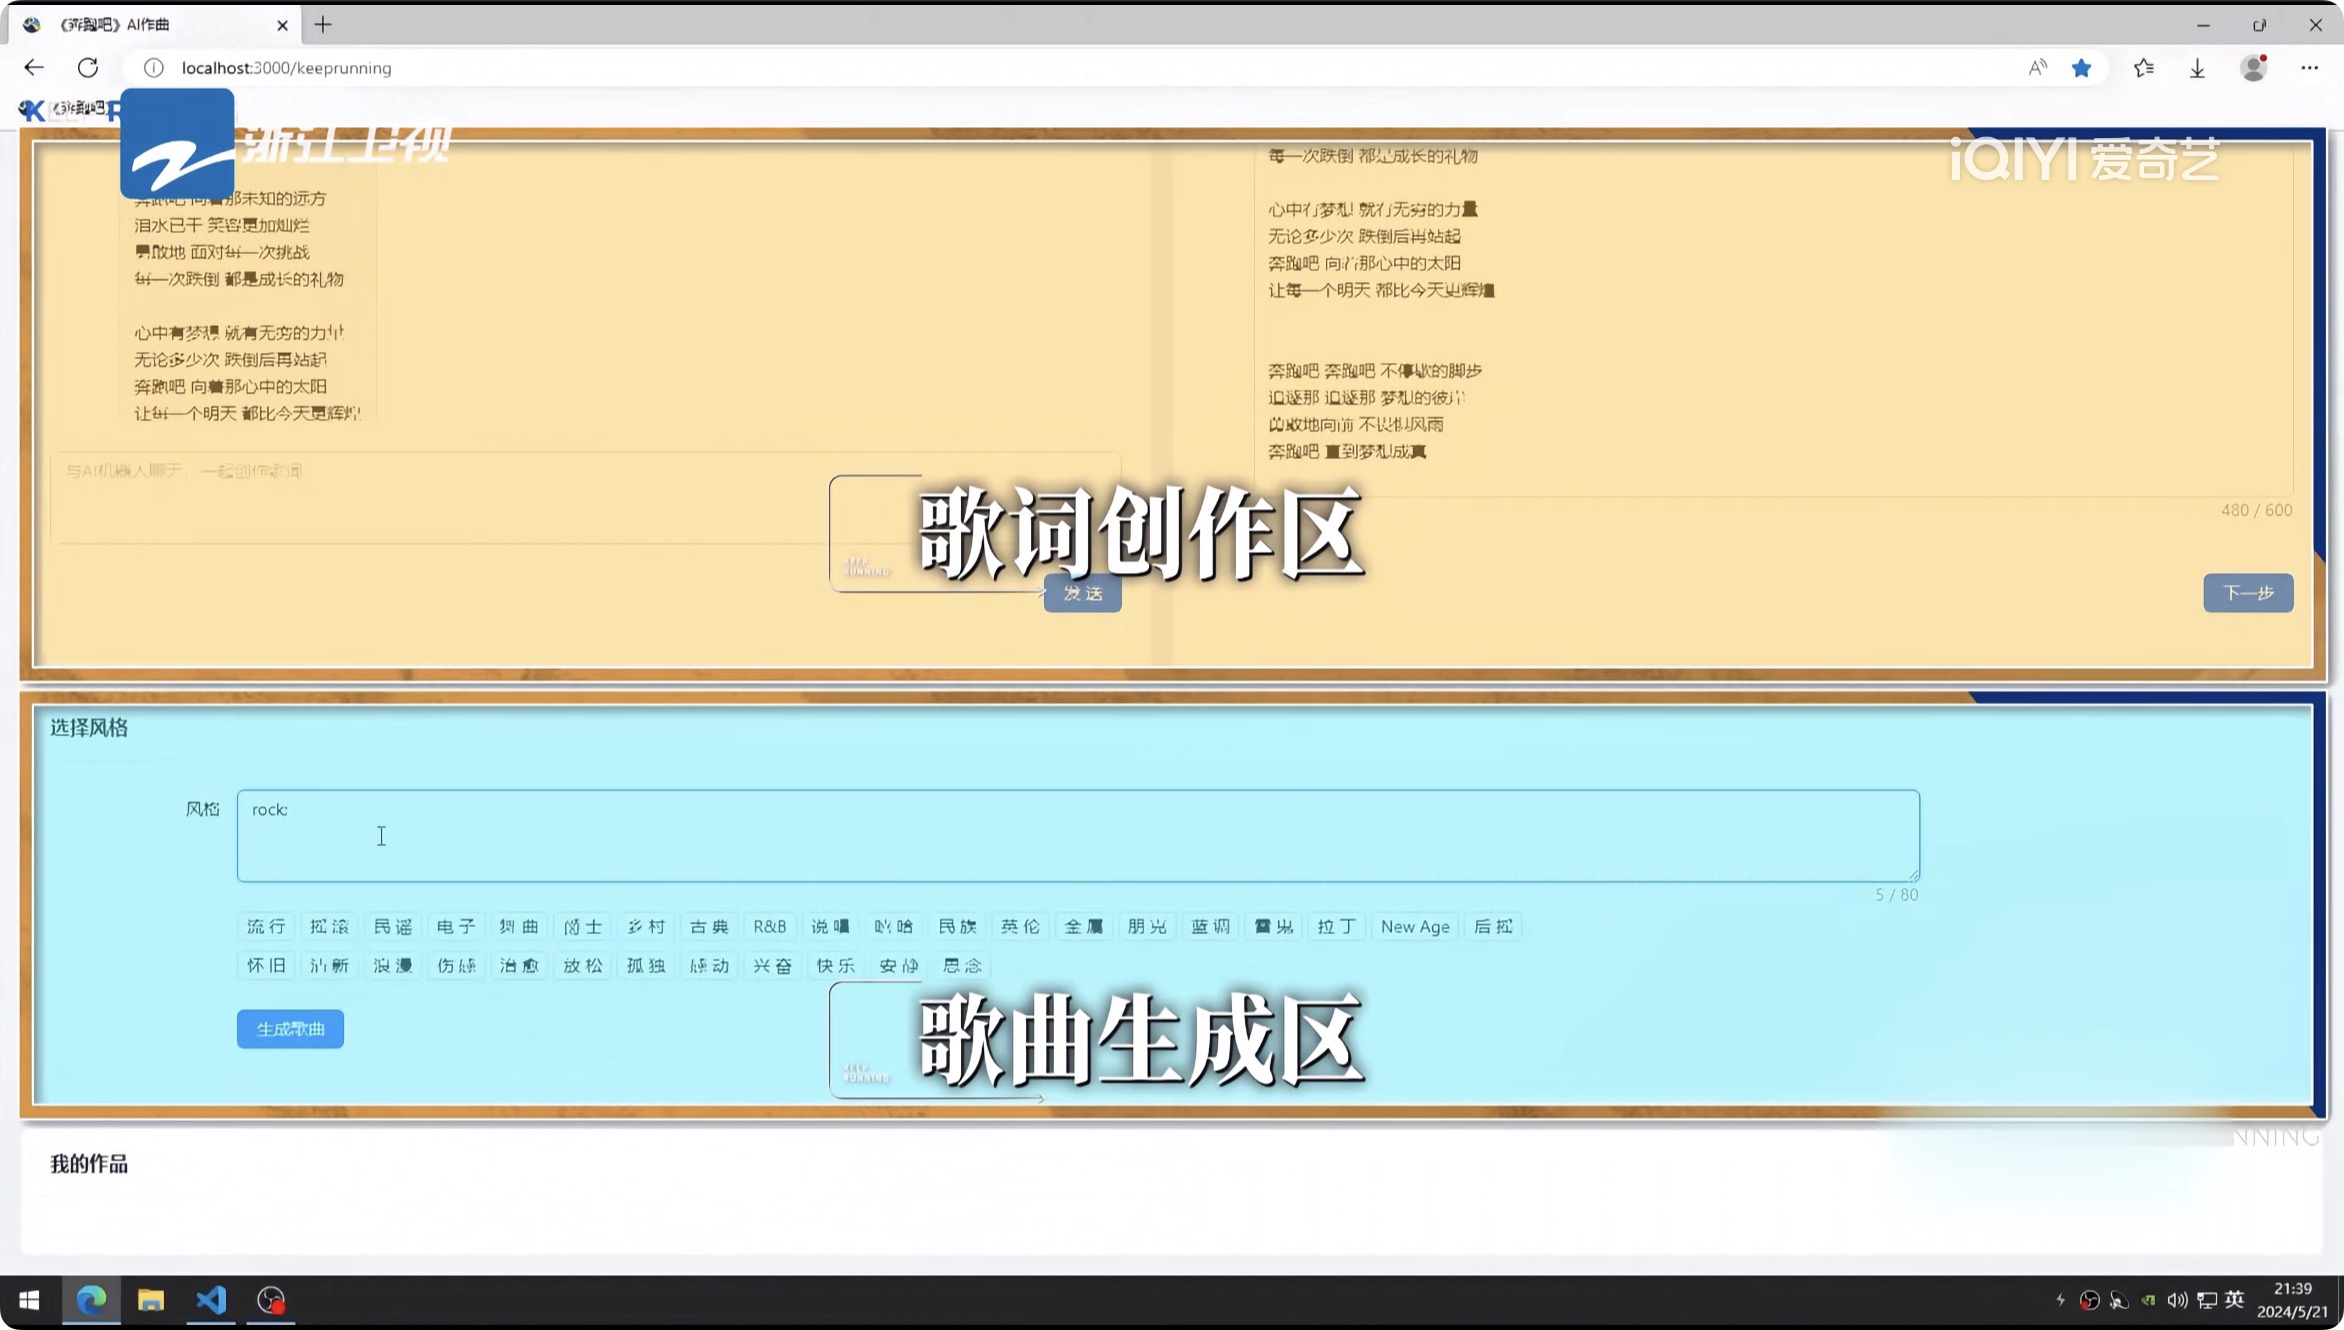 《奔跑吧》AI作曲
localhost:3000/keeprunning
《奔跑吧》
浙江卫视
iQIYI 爱奇艺
奔跑吧 向着那未知的远方
泪水已干 笑容更加灿烂
勇敢地 面对每一次挑战
每一次跌倒 都是成长的礼物
心中有梦想 就有无穷的力量
无论多少次 跌倒后再站起
奔跑吧 向着那心中的太阳
让每一个明天 都比今天更辉煌
与AI机器人聊天，一起创作歌词
发送
每一次跌倒 都是成长的礼物
心中有梦想 就有无穷的力量
无论多少次 跌倒后再站起
奔跑吧 向着那心中的太阳
让每一个明天 都比今天更辉煌
奔跑吧 奔跑吧 不停歇的脚步
追逐那 追逐那 梦想的彼岸
勇敢地向前 不畏惧风雨
奔跑吧 直到梦想成真
480 / 600
下一步
KEEP
RUNNING
歌词创作区
选择风格
风格
rock;
5 / 80
流行 摇滚 民谣 电子 舞曲 爵士 乡村 古典 R&B 说唱 嘻哈 民族 英伦 金属 朋克 蓝调 雷鬼 拉丁 New Age 后摇
怀旧 清新 浪漫 伤感 治愈 放松 孤独 感动 兴奋 快乐 安静 思念
生成歌曲
KEEP
RUNNING
歌曲生成区
NNING
我的作品
英
21:39
2024/5/21